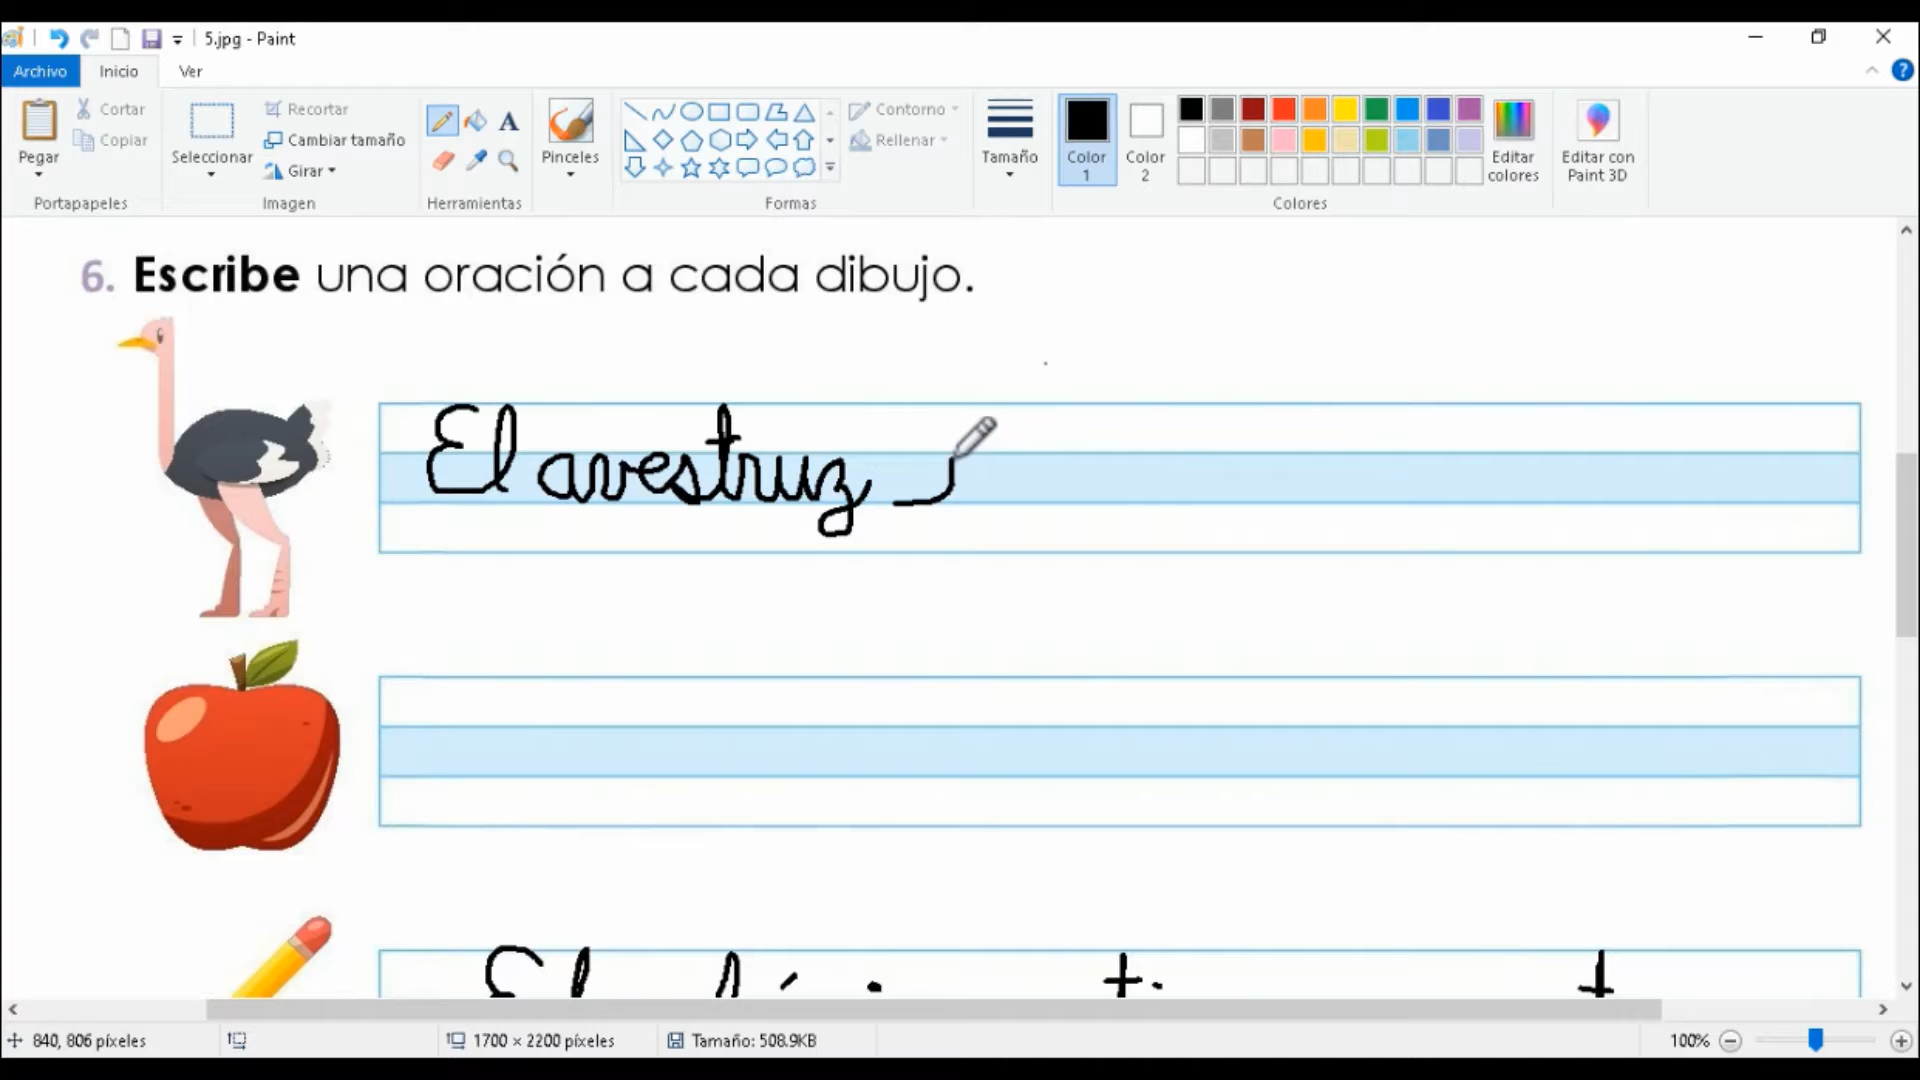 5.jpg - Paint
Archivo Inicio Ver
Pegar Cortar Copiar
Portapapeles
Seleccionar Recortar Cambiar tamaño Girar
Imagen
A
Herramientas
Pinceles
Contorno Rellenar
Formas
Tamaño
Color 1
Color 2
Editar colores
Colores
Editar con Paint 3D
6. Escribe una oración a cada dibujo.
El avestruz
El
840, 806 píxeles
1700 × 2200 píxeles
Tamaño: 508.9KB
100%